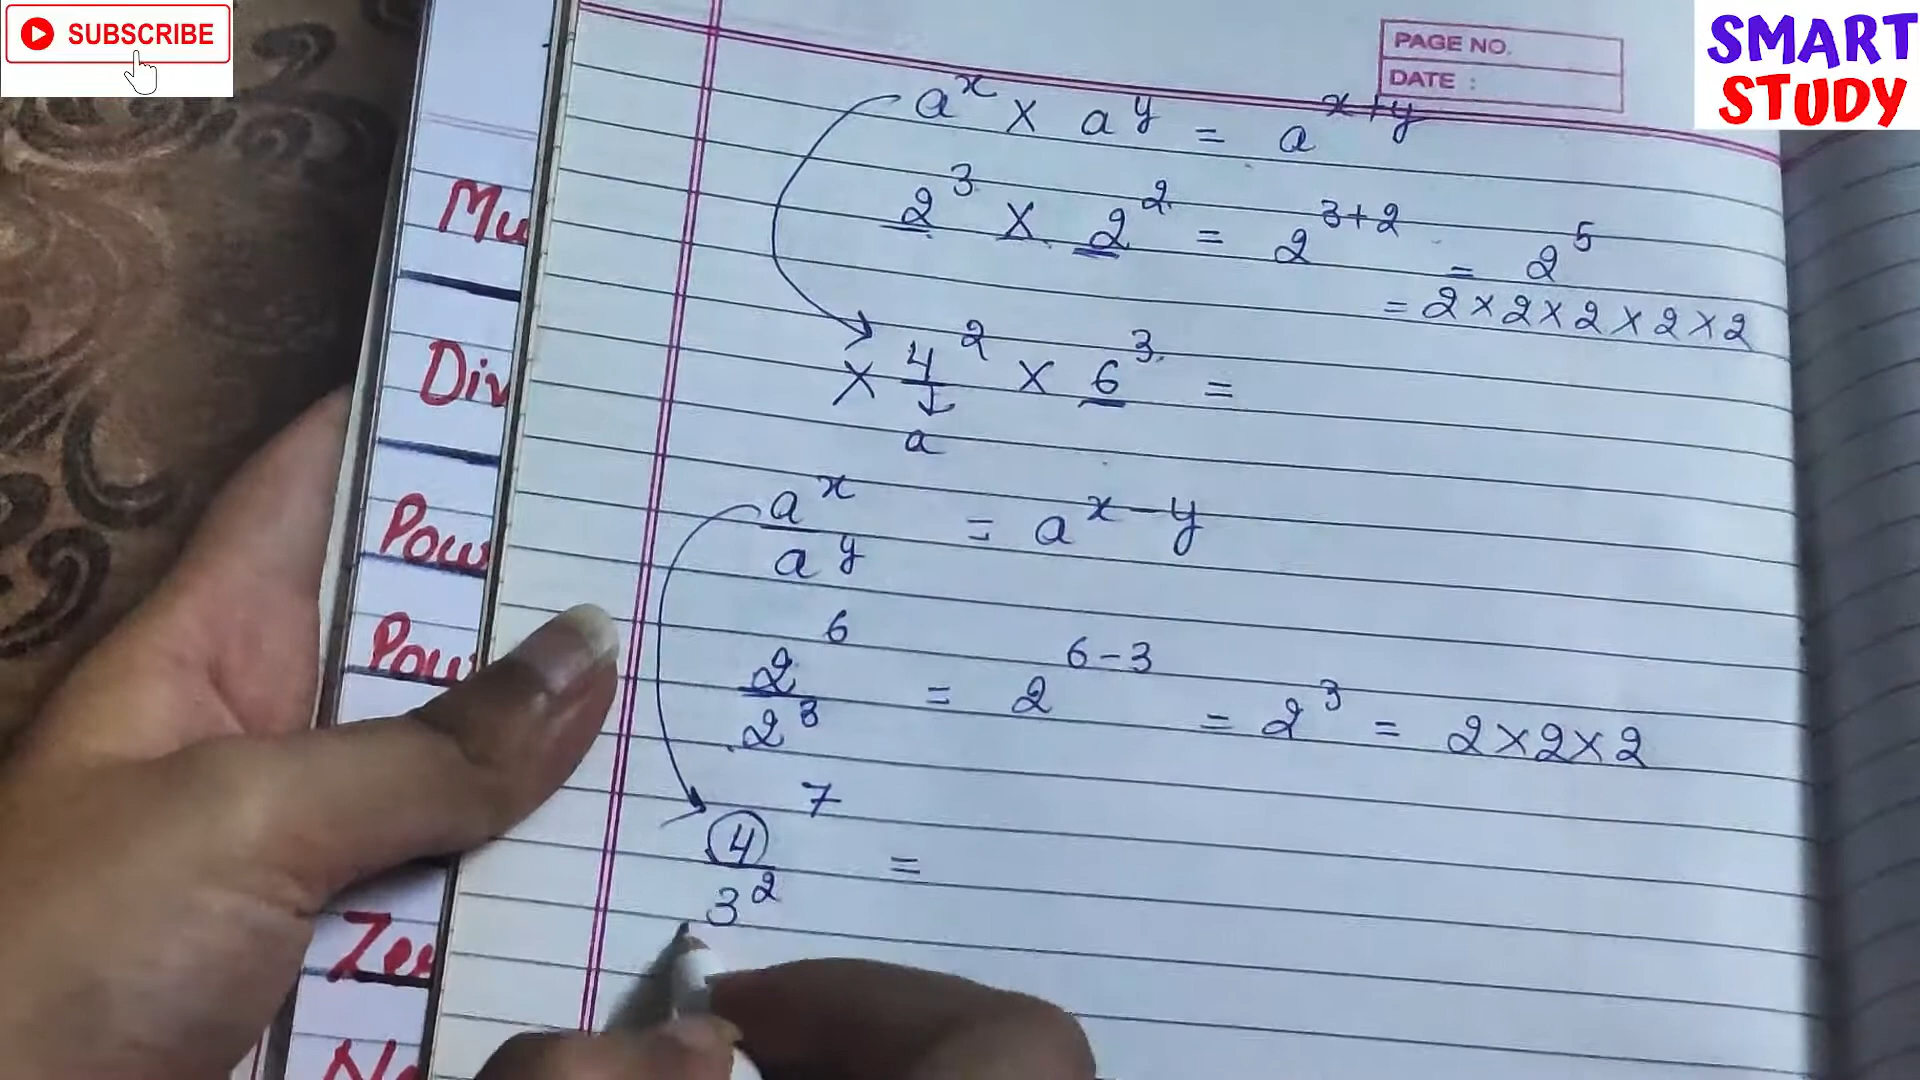 SUBSCRIBE
SMART
STUDY
PAGE NO.
DATE :
a^x × a^y = a^(x+y)
2^3 × 2^2 = 2^(3+2) = 2^5
= 2×2×2×2×2
× 4^2 × 6^3 =
a
a^x / a^y = a^(x-y)
2^6 / 2^3 = 2^(6-3) = 2^3 = 2×2×2
4^7 / 3^2 =
Mu
Div
Pow
Pow
Ze